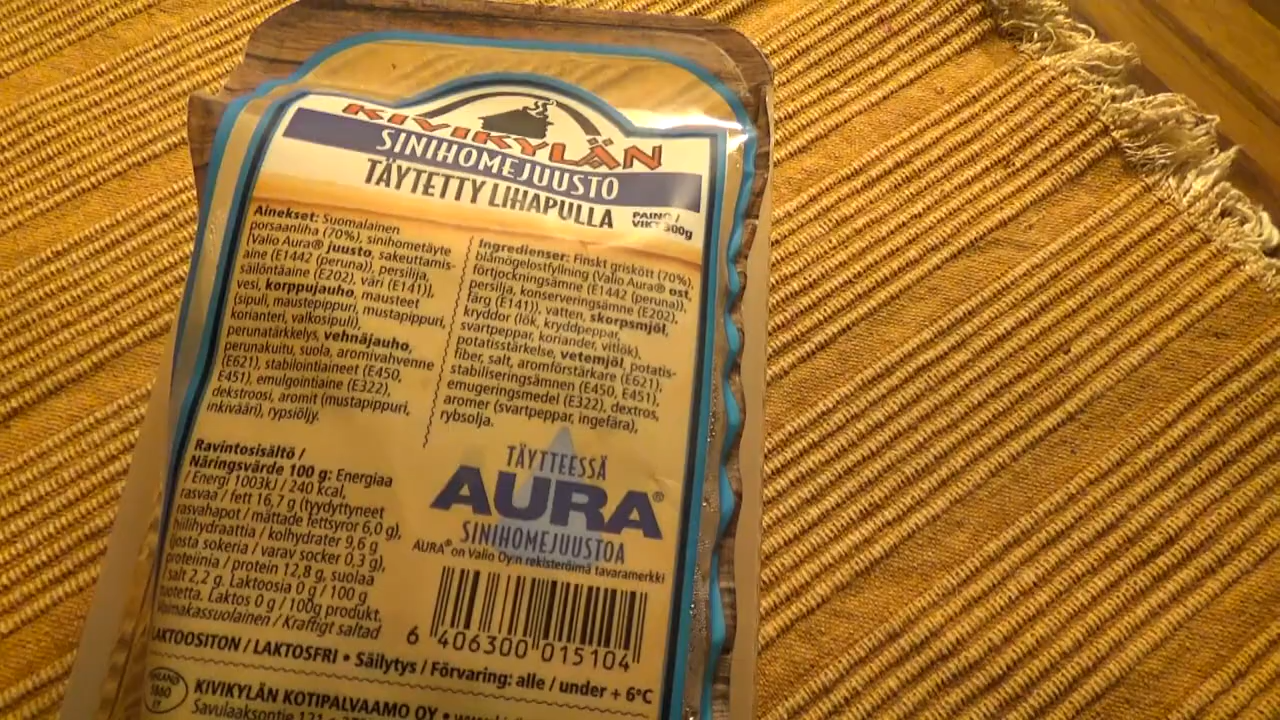 KIVIKYLÄN
SINIHOMEJUUSTO
TÄYTETTY LIHAPULLA
PAINO /
VIKT 300g
Ainekset: Suomalainen
porsaanliha (70%), sinihometäyte
(Valio Aura® juusto, sakeuttamis-
aine (E1442 (peruna)), persilja,
säilöntäaine (E202), väri (E141)),
vesi, korppujauho, mausteet
(sipuli, maustepippuri, mustapippuri,
korianteri, valkosipuli),
perunatärkkelys, vehnäjauho,
perunakuitu, suola, aromivahvenne
(E621), stabilointiaineet (E450,
E451), emulgointiaine (E322),
dekstroosi, aromit (mustapippuri,
inkivääri), rypsiöljy.
Ingredienser: Finskt griskött (70%),
blåmögelostfyllning (Valio Aura® ost,
förtjockningsämne (E1442 (peruna)),
persilja, konserveringsämne (E202),
färg (E141)), vatten, skorpsmjöl,
kryddor (lök, kryddpeppar,
svartpeppar, koriander, vitlök),
potatisstärkelse, vetemjöl, potatis-
fiber, salt, aromförstärkare (E621),
stabiliseringsämnen (E450, E451),
emugeringsmedel (E322), dextros,
aromer (svartpeppar, ingefära),
rybsolja.
Ravintosisältö /
Näringsvärde 100 g: Energiaa
/ Energi 1003kJ / 240 kcal,
rasvaa / fett 16,7 g (tyydyttyneet
rasvahapot / mättade fettsyror 6,0 g),
hiilihydraattia / kolhydrater 9,6 g
(josta sokeria / varav socker 0,3 g),
proteiinia / protein 12,8 g, suolaa
/ salt 2,2 g. Laktoosia 0 g / 100 g
tuotetta. Laktos 0 g / 100g produkt.
Voimakassuolainen / Kraftigt saltad
TÄYTTEESSÄ
AURA®
SINIHOMEJUUSTOA
AURA® on Valio Oy:n rekisteröimä tavaramerkki
6 406300 015104
LAKTOOSITON / LAKTOSFRI • Säilytys / Förvaring: alle / under + 6°C
KIVIKYLÄN KOTIPALVAAMO OY •
Savulaaksontie 121